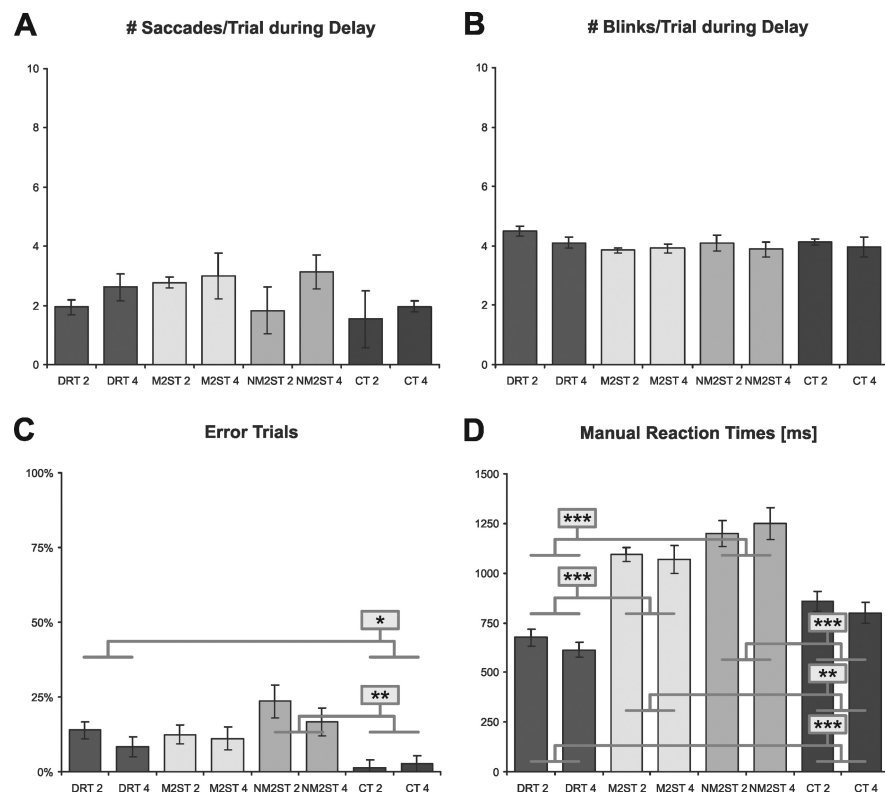 A
# Saccades/Trial during Delay
10
8
6
4
2
0
DRT 2 DRT 4 M2ST 2 M2ST 4 NM2ST 2 NM2ST 4 CT 2 CT 4
B
# Blinks/Trial during Delay
10
8
6
4
2
0
DRT 2 DRT 4 M2ST 2 M2ST 4 NM2ST 2 NM2ST 4 CT 2 CT 4
C
Error Trials
100%
75%
50%
25%
0%
*
**
DRT 2 DRT 4 M2ST 2 M2ST 4 NM2ST 2 NM2ST 4 CT 2 CT 4
D
Manual Reaction Times [ms]
1500
1250
1000
750
500
250
0
***
***
***
**
***
DRT 2 DRT 4 M2ST 2 M2ST 4 NM2ST 2 NM2ST 4 CT 2 CT 4